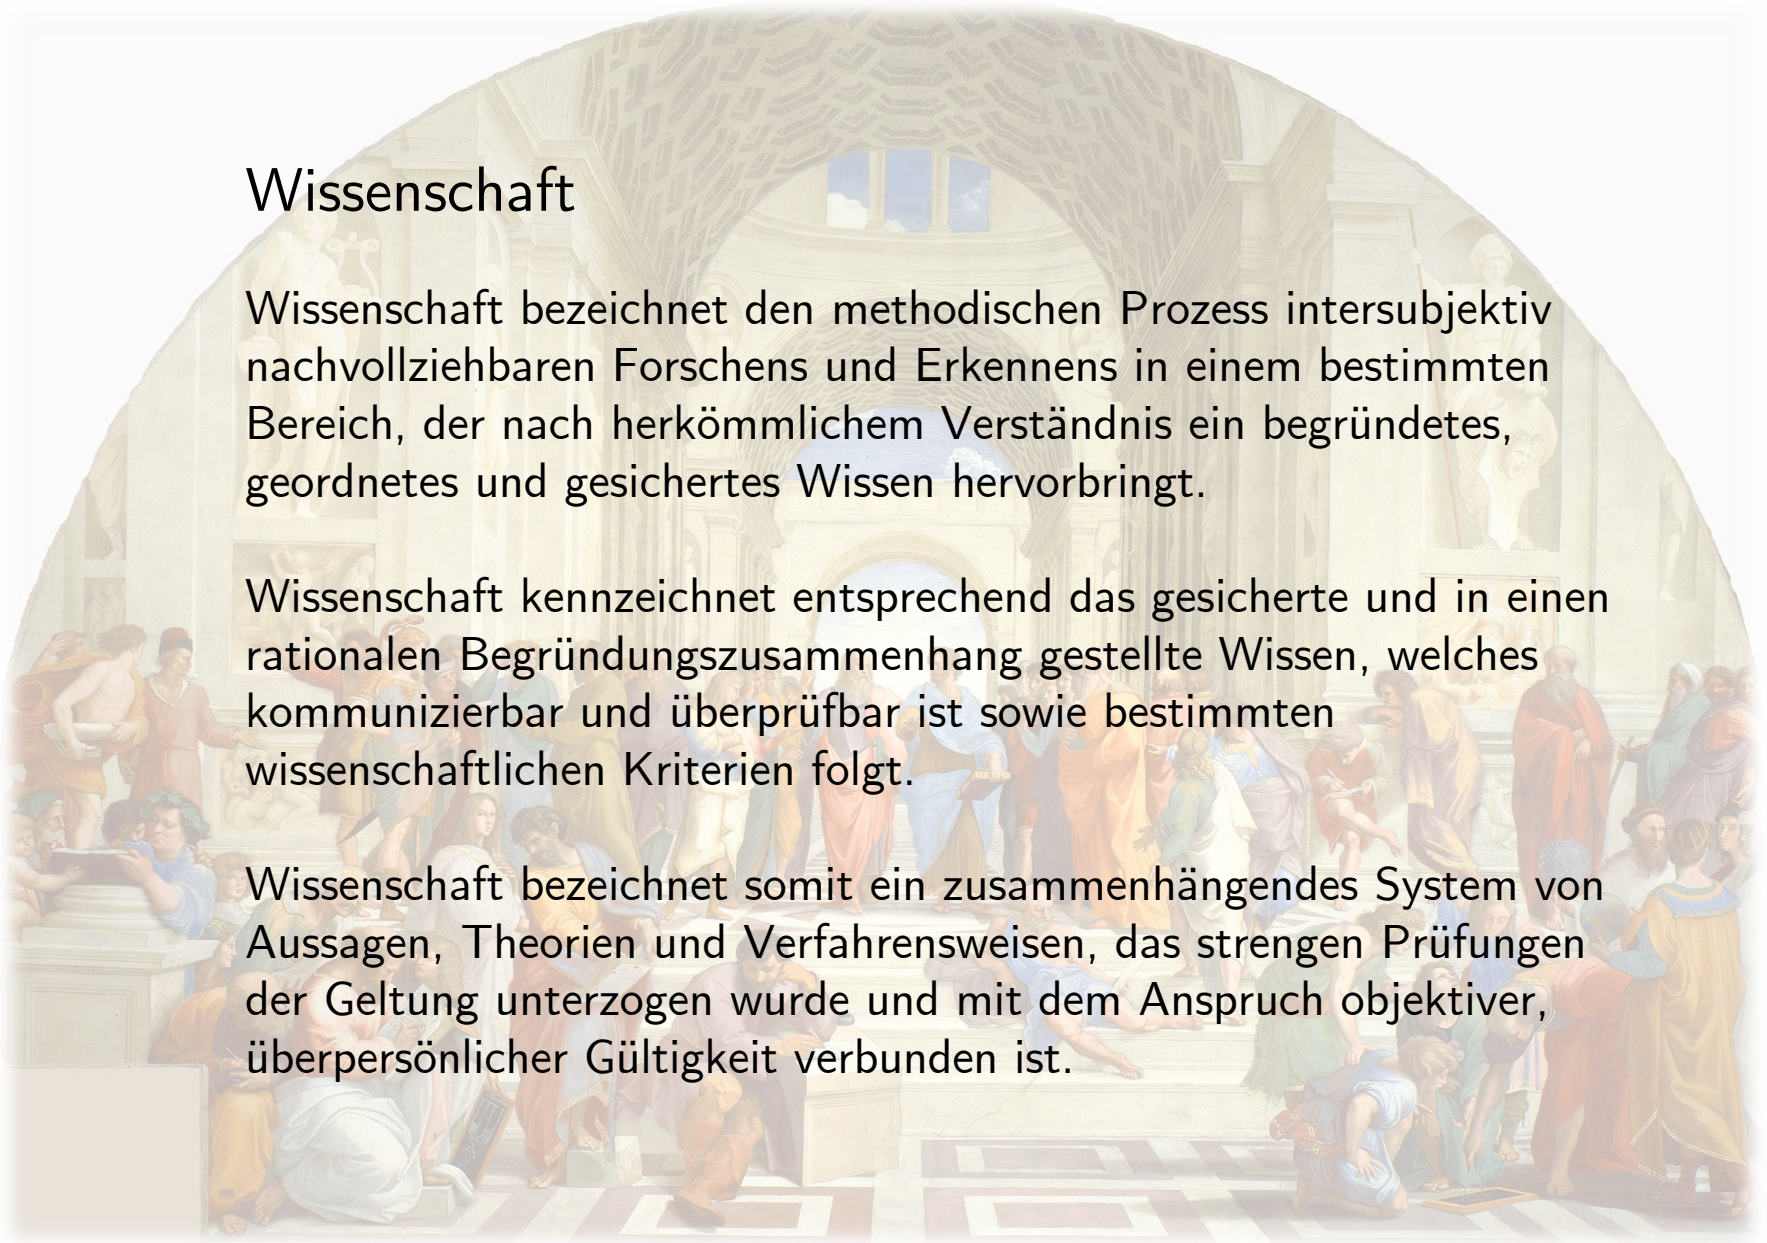 Wissenschaft
Wissenschaft bezeichnet den methodischen Prozess intersubjektiv
nachvollziehbaren Forschens und Erkennens in einem bestimmten
Bereich, der nach herkömmlichem Verständnis ein begründetes,
geordnetes und gesichertes Wissen hervorbringt.
Wissenschaft kennzeichnet entsprechend das gesicherte und in einen
rationalen Begründungszusammenhang gestellte Wissen, welches
kommunizierbar und überprüfbar ist sowie bestimmten
wissenschaftlichen Kriterien folgt.
Wissenschaft bezeichnet somit ein zusammenhängendes System von
Aussagen, Theorien und Verfahrensweisen, das strengen Prüfungen
der Geltung unterzogen wurde und mit dem Anspruch objektiver,
überpersönlicher Gültigkeit verbunden ist.